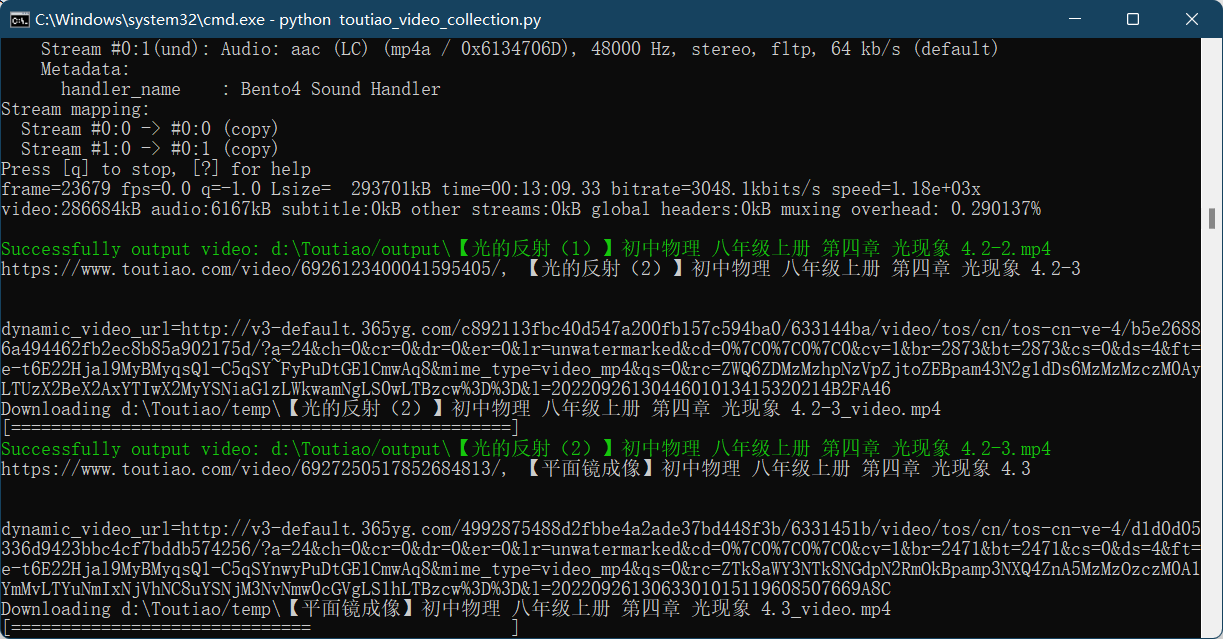 C:\Windows\system32\cmd.exe - python  toutiao_video_collection.py
Stream #0:1(und): Audio: aac (LC) (mp4a / 0x6134706D), 48000 Hz, stereo, fltp, 64 kb/s (default)
Metadata:
handler_name    : Bento4 Sound Handler
Stream mapping:
Stream #0:0 -> #0:0 (copy)
Stream #1:0 -> #0:1 (copy)
Press [q] to stop, [?] for help
frame=23679 fps=0.0 q=-1.0 Lsize=  293701kB time=00:13:09.33 bitrate=3048.1kbits/s speed=1.18e+03x
video:286684kB audio:6167kB subtitle:0kB other streams:0kB global headers:0kB muxing overhead: 0.290137%
Successfully output video: d:\Toutiao/output\【光的反射（1）】初中物理 八年级上册 第四章 光现象 4.2-2.mp4
https://www.toutiao.com/video/6926123400041595405/, 【光的反射（2）】初中物理 八年级上册 第四章 光现象 4.2-3
dynamic_video_url=http://v3-default.365yg.com/c892113fbc40d547a200fb157c594ba0/633144ba/video/tos/cn/tos-cn-ve-4/b5e2688
6a494462fb2ec8b85a902175d/?a=24&ch=0&cr=0&dr=0&er=0&lr=unwatermarked&cd=0%7C0%7C0%7C0&cv=1&br=2873&bt=2873&cs=0&ds=4&ft=
e-t6E22Hjal9MyBMyqsQ1-C5qSY~FyPuDtGE1CmwAq8&mime_type=video_mp4&qs=0&rc=ZWQ6ZDMzMzhpNzVpZjtoZEBpam43N2g1dDs6MzMzMzczM0Ay
LTUzX2BeX2AxYTIwX2MyYSNiaGlzLWkwamNgLS0wLTBzcw%3D%3D&l=202209261304460101341532021​4B2FA46
Downloading d:\Toutiao/temp\【光的反射（2）】初中物理 八年级上册 第四章 光现象 4.2-3_video.mp4
[==================================================]
Successfully output video: d:\Toutiao/output\【光的反射（2）】初中物理 八年级上册 第四章 光现象 4.2-3.mp4
https://www.toutiao.com/video/6927250517852684813/, 【平面镜成像】初中物理 八年级上册 第四章 光现象 4.3
dynamic_video_url=http://v3-default.365yg.com/4992875488d2fbbe4a2ade37bd448f3b/6331451b/video/tos/cn/tos-cn-ve-4/d1d0d05
336d9423bbc4cf7bddb574256/?a=24&ch=0&cr=0&dr=0&er=0&lr=unwatermarked&cd=0%7C0%7C0%7C0&cv=1&br=2471&bt=2471&cs=0&ds=4&ft=
e-t6E22Hjal9MyBMyqsQ1-C5qSYnwyPuDtGE1CmwAq8&mime_type=video_mp4&qs=0&rc=ZTk8aWY3NTk8NGdpN2RmOkBpamp3NXQ4ZnA5MzMzOzczM0A1
YmMvLTYuNmIxNjVhNC8uYSNjM3NvNmw0cGVgLS1hLTBzcw%3D%3D&l=202209261306330101511960850​7669A8C
Downloading d:\Toutiao/temp\【平面镜成像】初中物理 八年级上册 第四章 光现象 4.3_video.mp4
[==============================                    ]